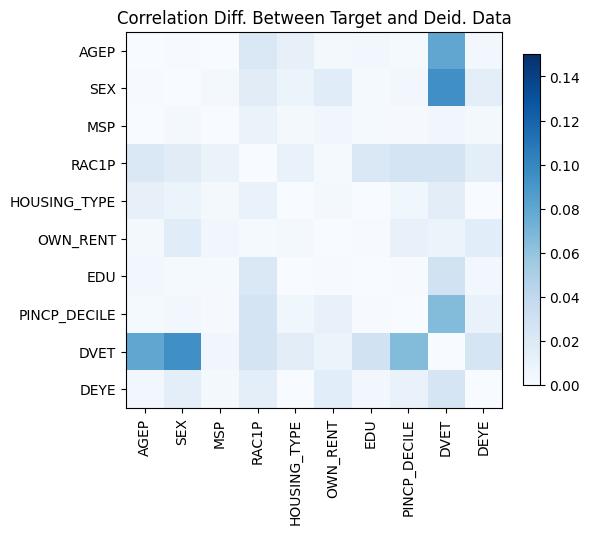 Correlation Diff. Between Target and Deid. Data
AGEP
SEX
MSP
RAC1P
HOUSING_TYPE
OWN_RENT
EDU
PINCP_DECILE
DVET
DEYE
AGEP
SEX
MSP
RAC1P
HOUSING_TYPE
OWN_RENT
EDU
PINCP_DECILE
DVET
DEYE
0.14
0.12
0.10
0.08
0.06
0.04
0.02
0.00